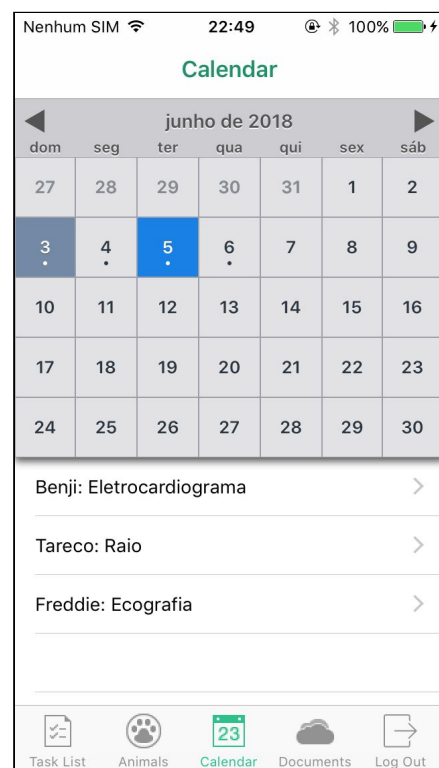 Nenhum SIM 22:49 100%
Calendar
junho de 2018
dom seg ter qua qui sex sáb
27 28 29 30 31 1 2
3 4 5 6 7 8 9
10 11 12 13 14 15 16
17 18 19 20 21 22 23
24 25 26 27 28 29 30
Benji: Eletrocardiograma
Tareco: Raio
Freddie: Ecografia
23
Task List Animals Calendar Documents Log Out